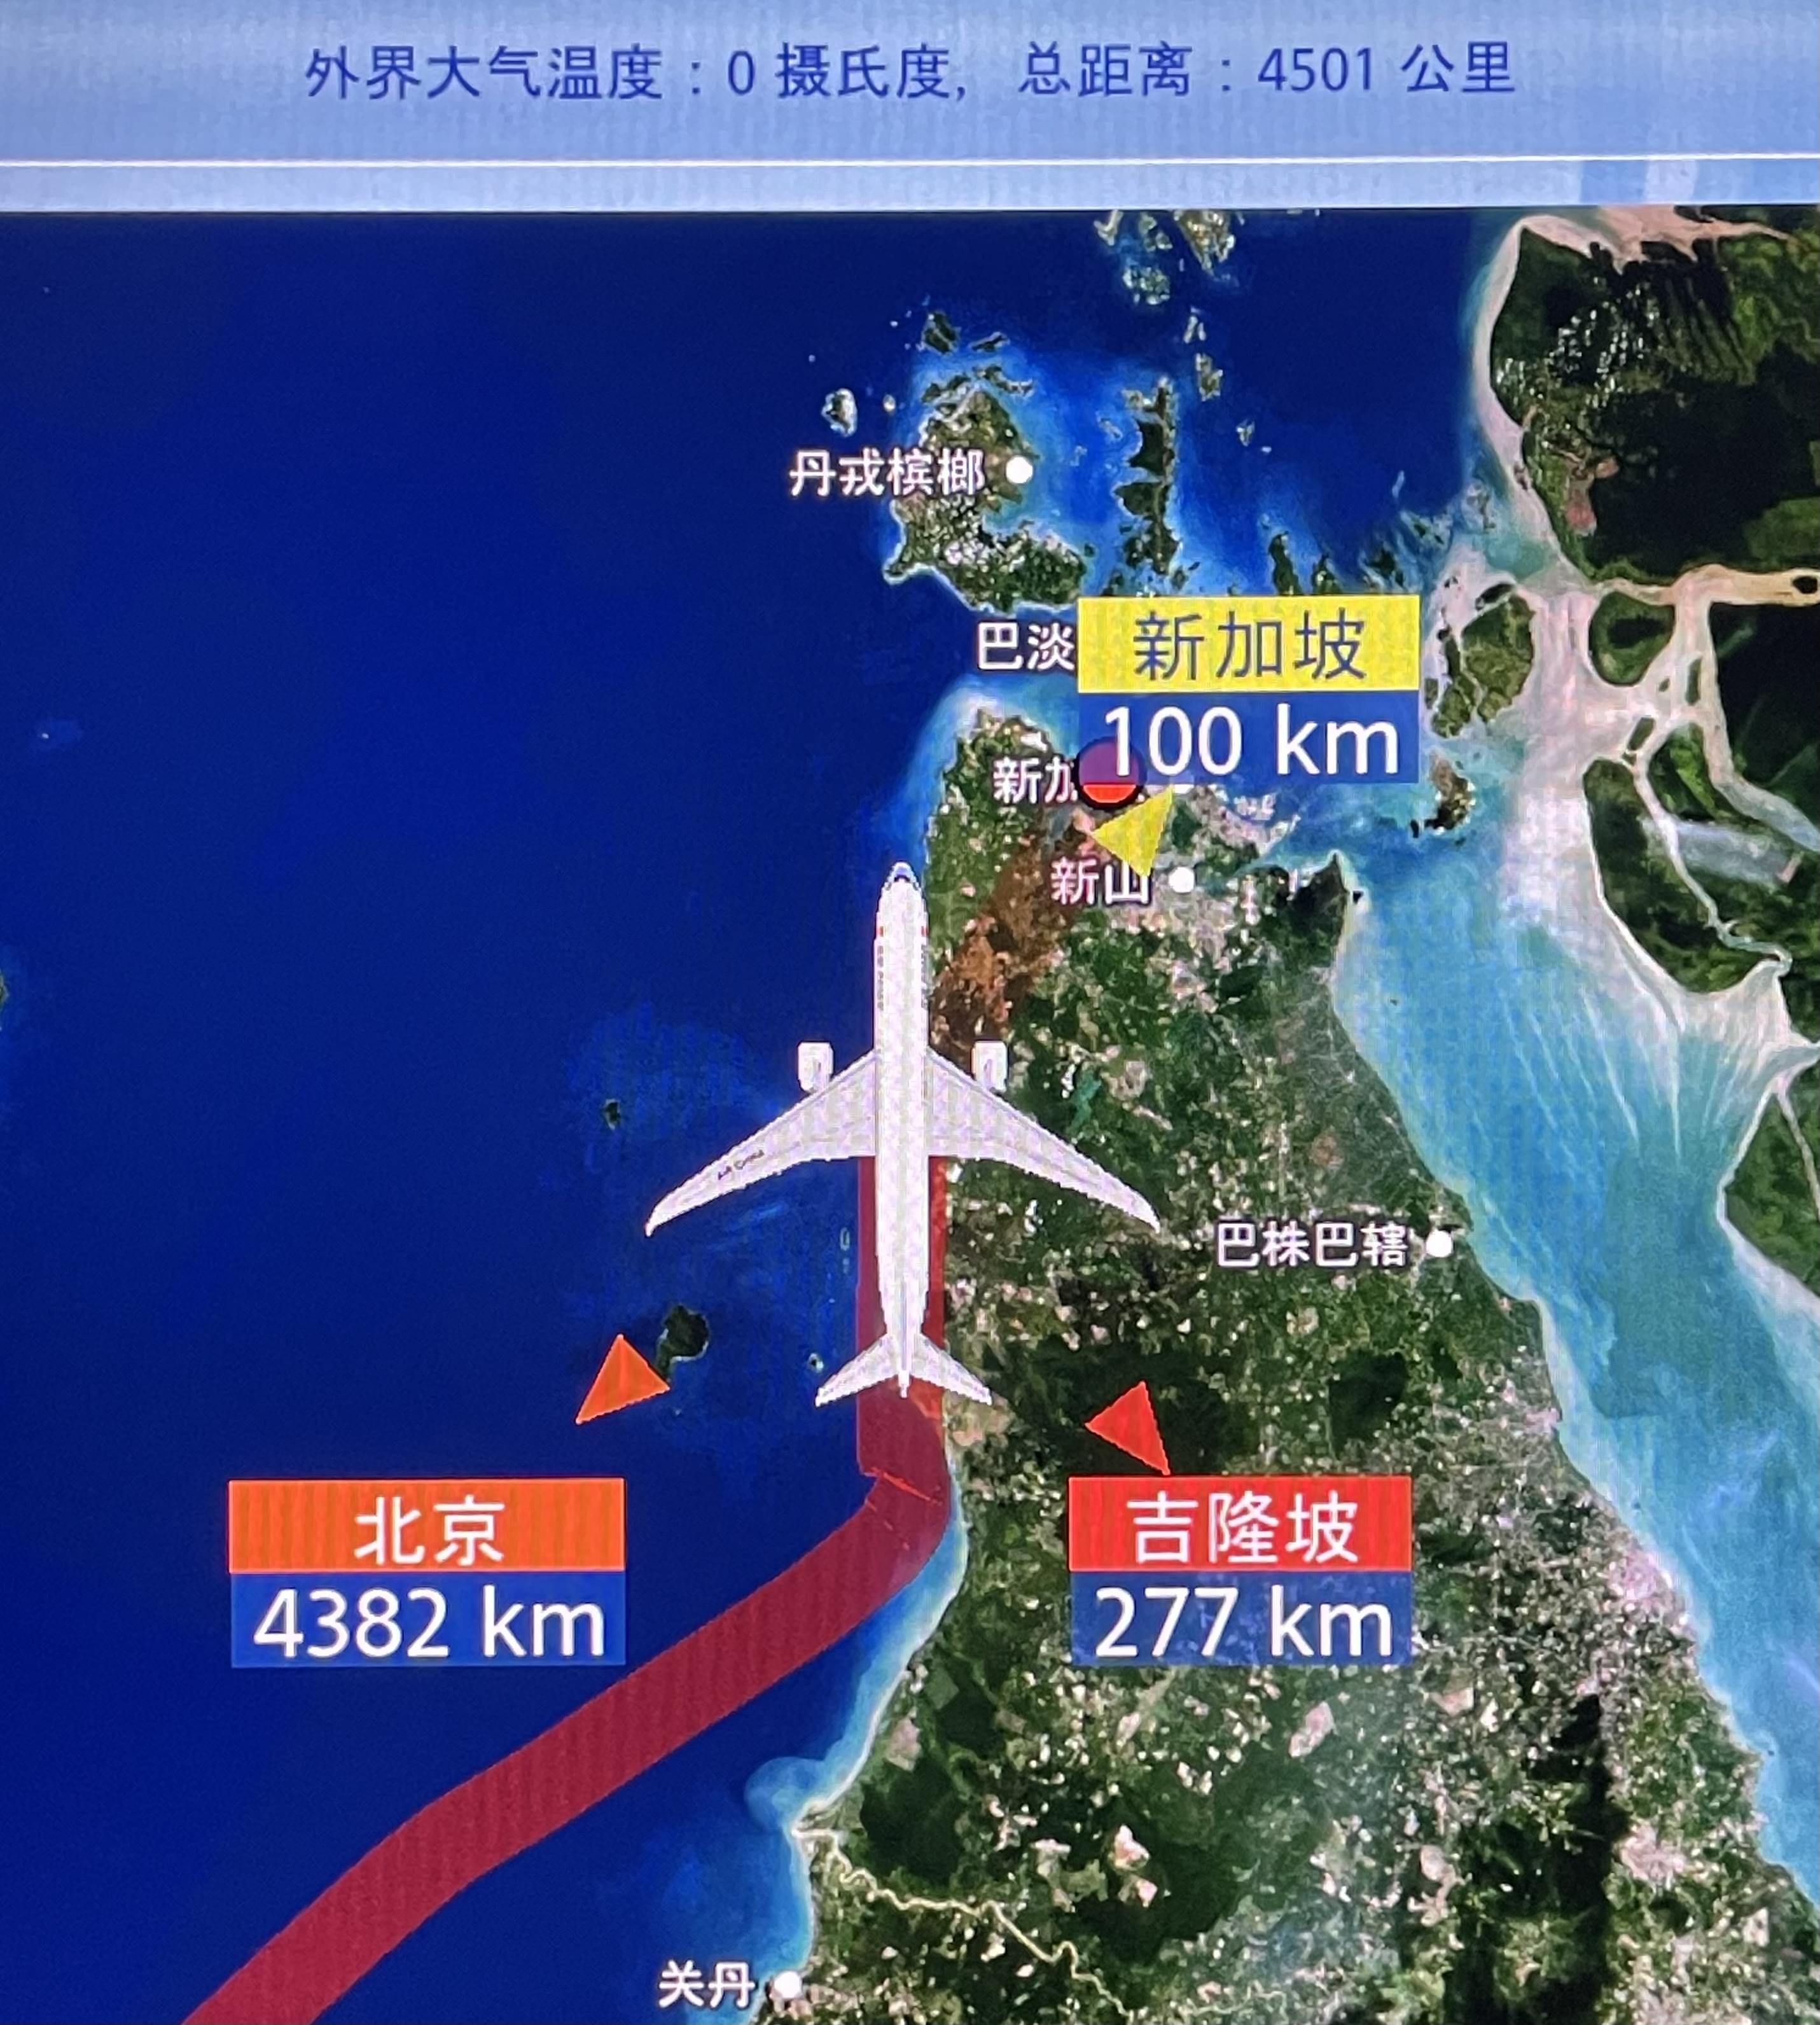 外界大气温度：0 摄氏度, 总距离：4501 公里
丹戎槟榔
巴淡
新加坡
100 km
新加
新山
AIR CHINA
巴株巴辖
北京
4382 km
吉隆坡
277 km
关丹